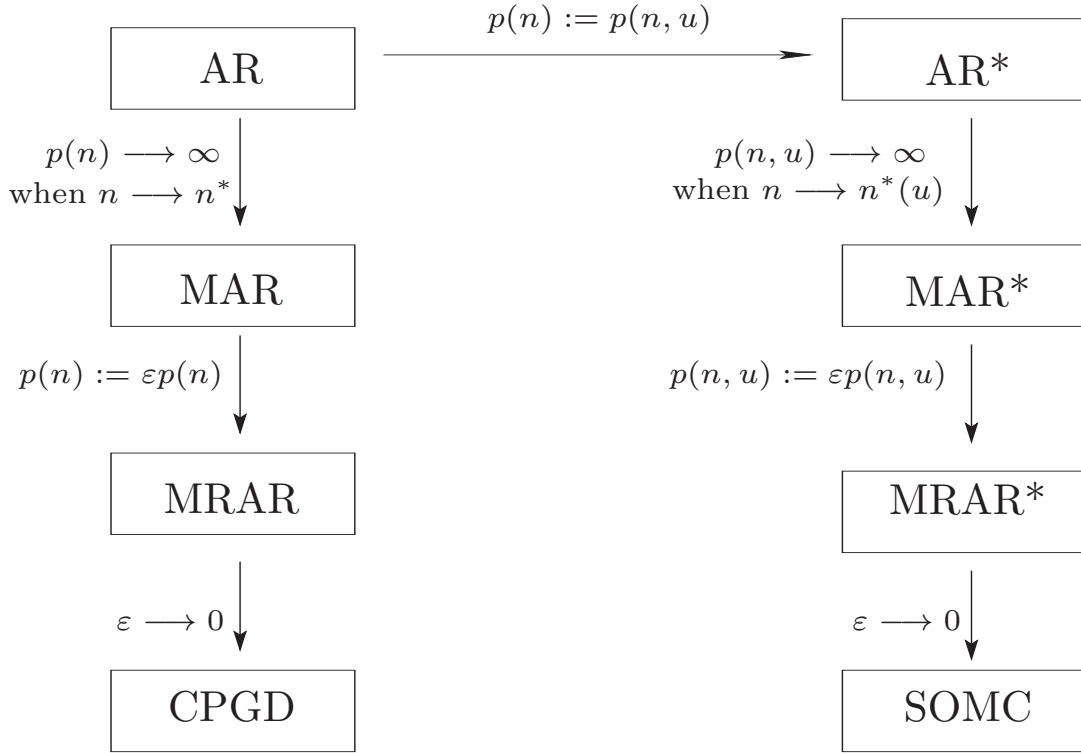 p(n) := p(n, u)
AR
AR*
p(n) ⟶ ∞
when n ⟶ n*
p(n, u) ⟶ ∞
when n ⟶ n*(u)
MAR
MAR*
p(n) := εp(n)
p(n, u) := εp(n, u)
MRAR
MRAR*
ε ⟶ 0
ε ⟶ 0
CPGD
SOMC